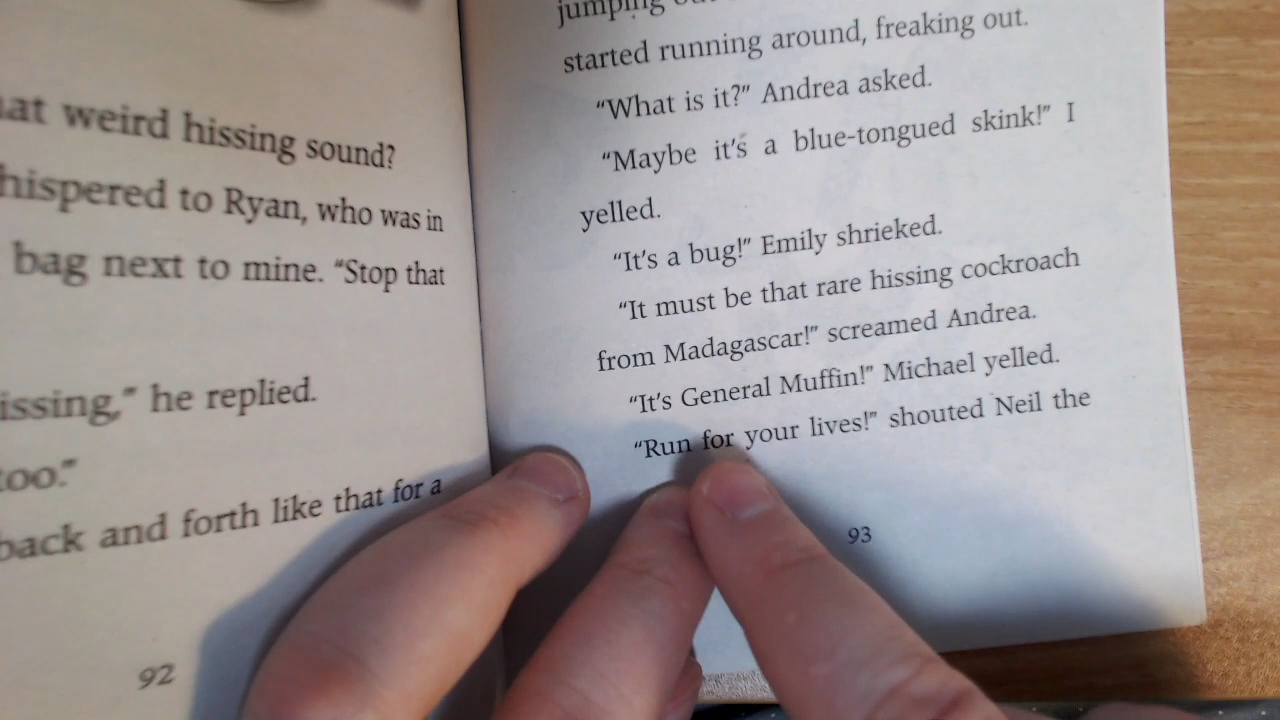 weird hissing sound?
to Ryan, who was in
bag next to mine. "Stop that
he replied.
too."
back and forth like that for a
92
jumping
started running around, freaking out.
"What is it?" Andrea asked.
"Maybe it's a blue-tongued skink!" I
yelled.
"It's a bug!" Emily shrieked.
"It must be that rare hissing cockroach
from Madagascar!" screamed Andrea.
"It's General Muffin!" Michael yelled.
"Run for your lives!" shouted Neil the
93